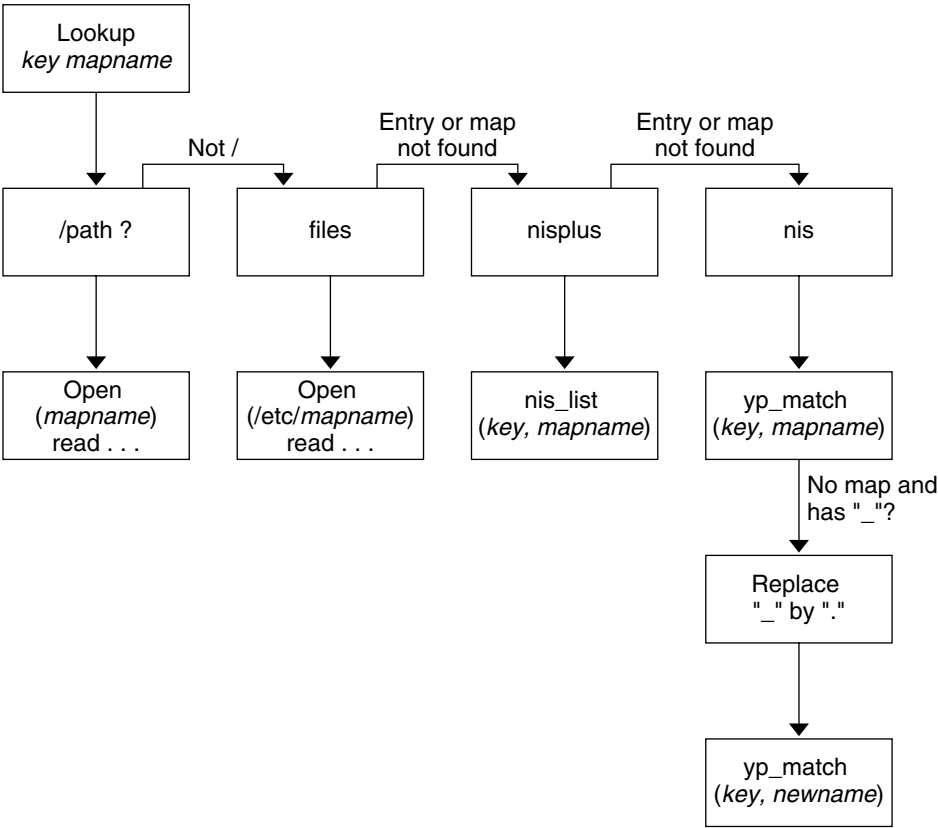 Lookup
key mapname
Not /
Entry or map
not found
Entry or map
not found
/path ?
files
nisplus
nis
Open
(mapname)
read . . .
Open
(/etc/mapname)
read . . .
nis_list
(key, mapname)
yp_match
(key, mapname)
No map and
has "_"?
Replace
"_" by "."
yp_match
(key, newname)